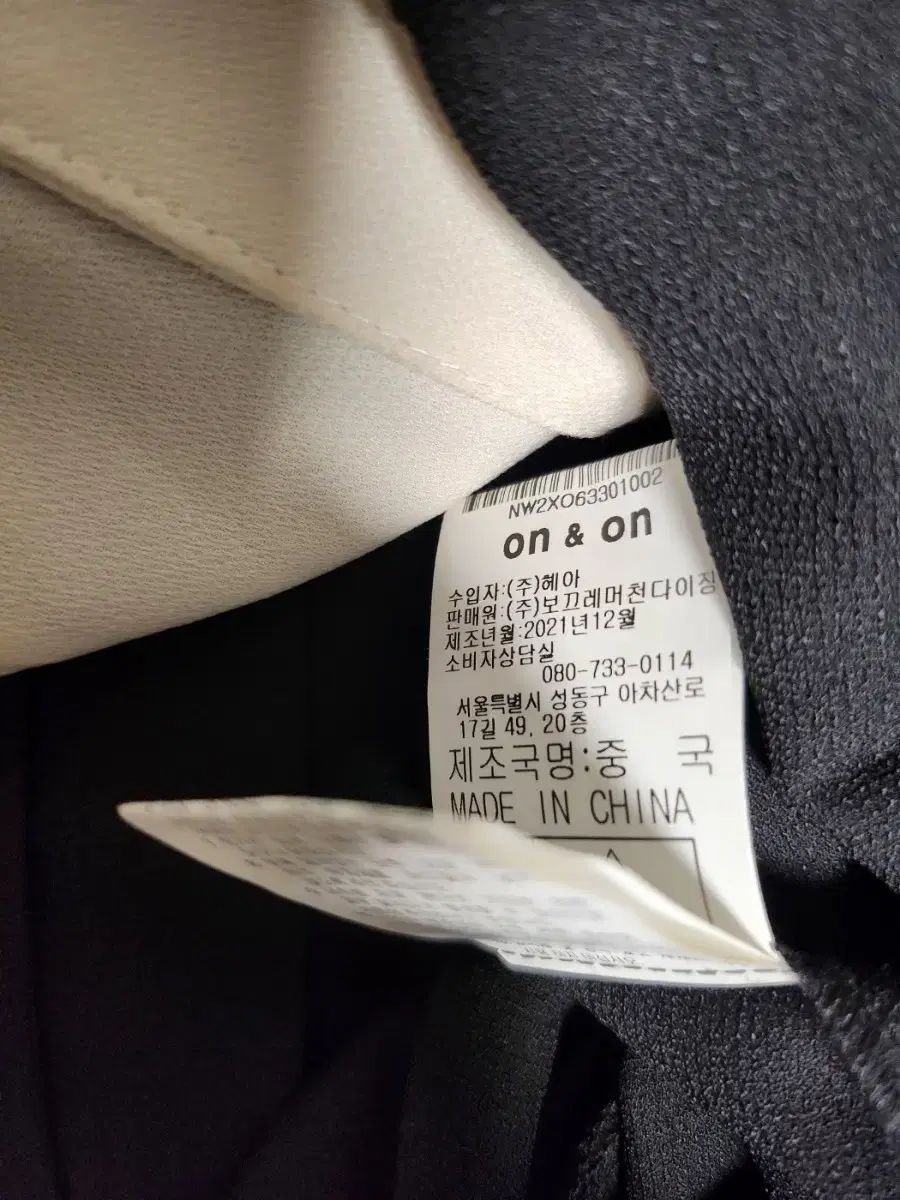 NW2XO63301002
on & on
수입자:(주)헤아
판매원:(주)보끄레머천다이징
제조년월:2021년12월
소비자상담실
080-733-0114
서울특별시 성동구 아차산로
17길 49, 20층
제조국명:중 국
MADE IN CHINA